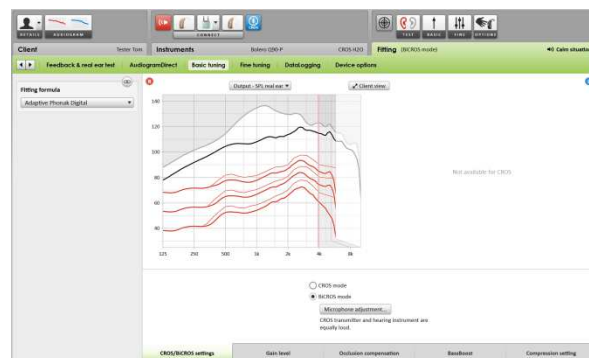 DETAILS
AUDIOGRAM
CONNECT
TEST BASIC FINE OPTIONS
Client Tester Tom Instruments Bolero Q90-P CROS H2O Fitting (BiCROS mode) Calm situation
Feedback & real ear test AudiogramDirect Basic tuning Fine tuning DataLogging Device options
Fitting formula
Adaptive Phonak Digital
Output - SPL real ear
Client view
140
120
100
80
60
40
125 250 500 1k 2k 4k 8k
Not available for CROS
CROS mode
BiCROS mode
Microphone adjustment...
CROS transmitter and hearing instrument are
equally loud.
CROS/BiCROS settings Gain level Occlusion compensation BassBoost Compression setting